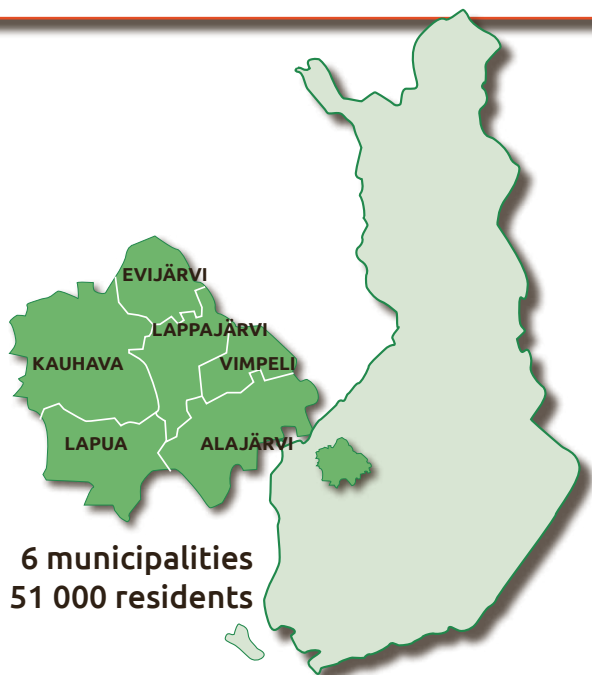 EVIJÄRVI
LAPPAJÄRVI
KAUHAVA
VIMPELI
LAPUA
ALAJÄRVI
6 municipalities
51 000 residents